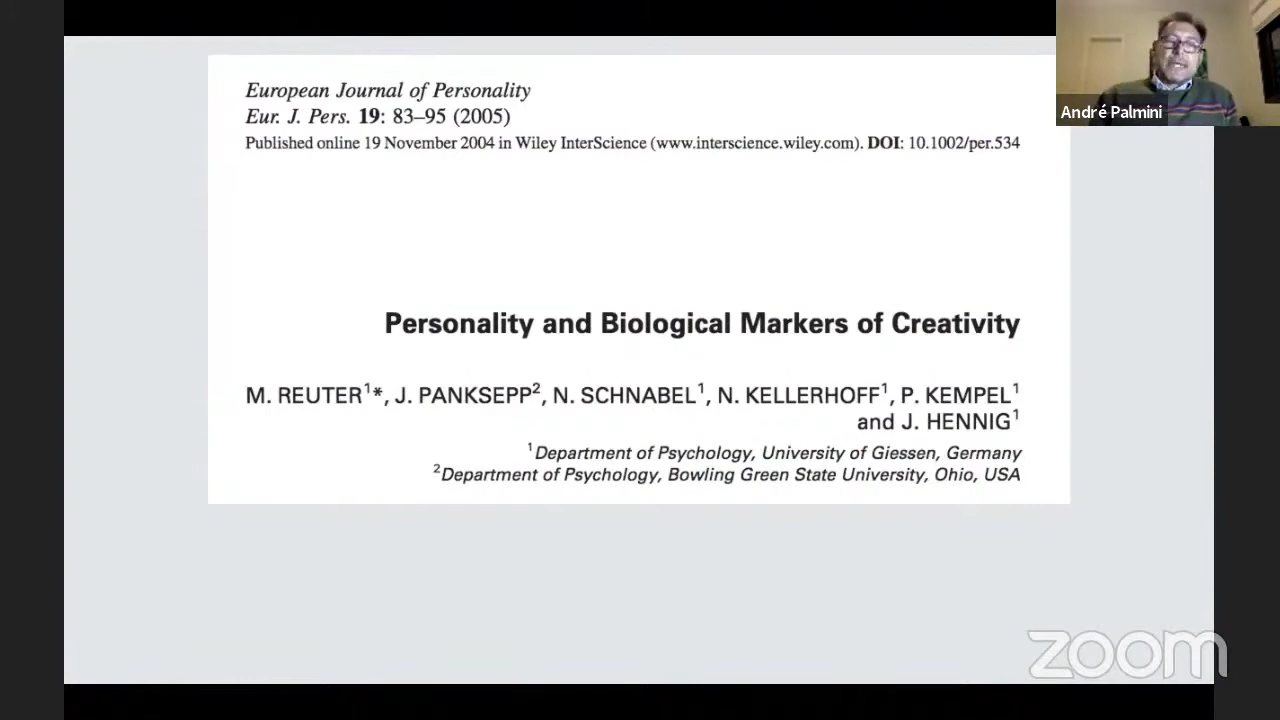 European Journal of Personality
Eur. J. Pers. 19: 83–95 (2005)
Published online 19 November 2004 in Wiley InterScience (www.interscience.wiley.com). DOI: 10.1002/per.534
Personality and Biological Markers of Creativity
M. REUTER¹*, J. PANKSEPP², N. SCHNABEL¹, N. KELLERHOFF¹, P. KEMPEL¹
and J. HENNIG¹
¹Department of Psychology, University of Giessen, Germany
²Department of Psychology, Bowling Green State University, Ohio, USA
André Palmini
zoom